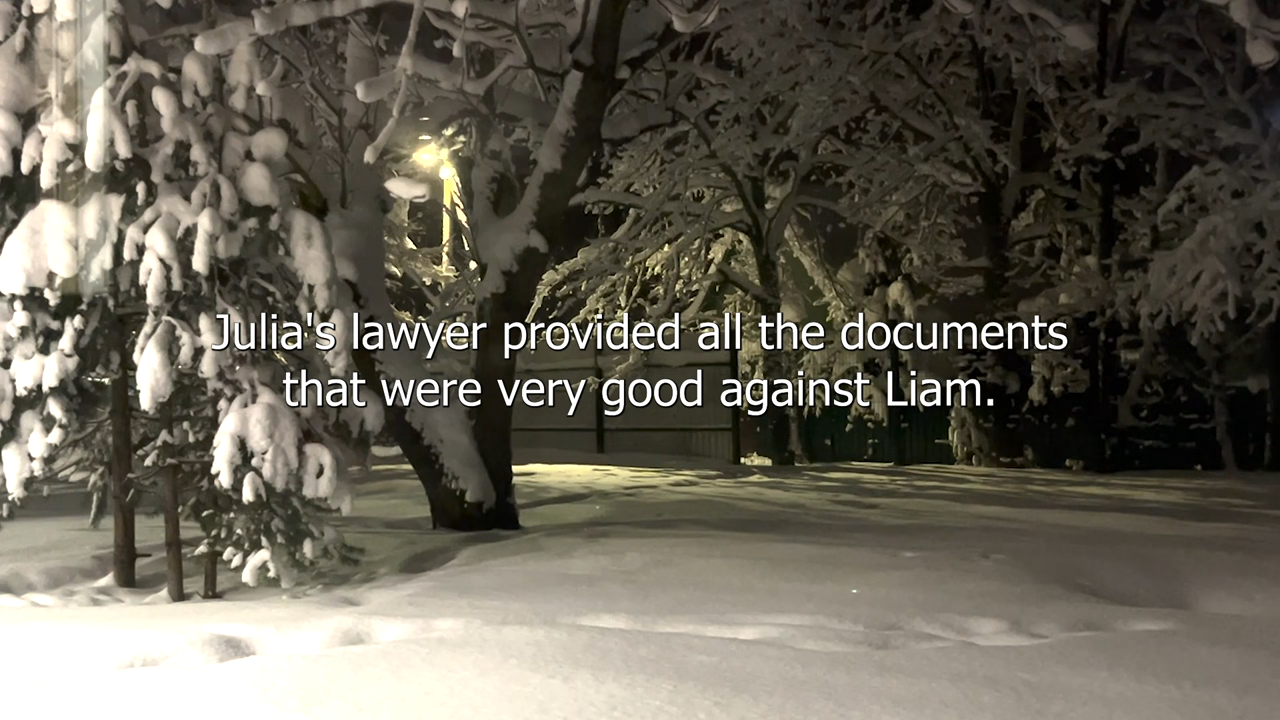 Julia's lawyer provided all the documents
that were very good against Liam.